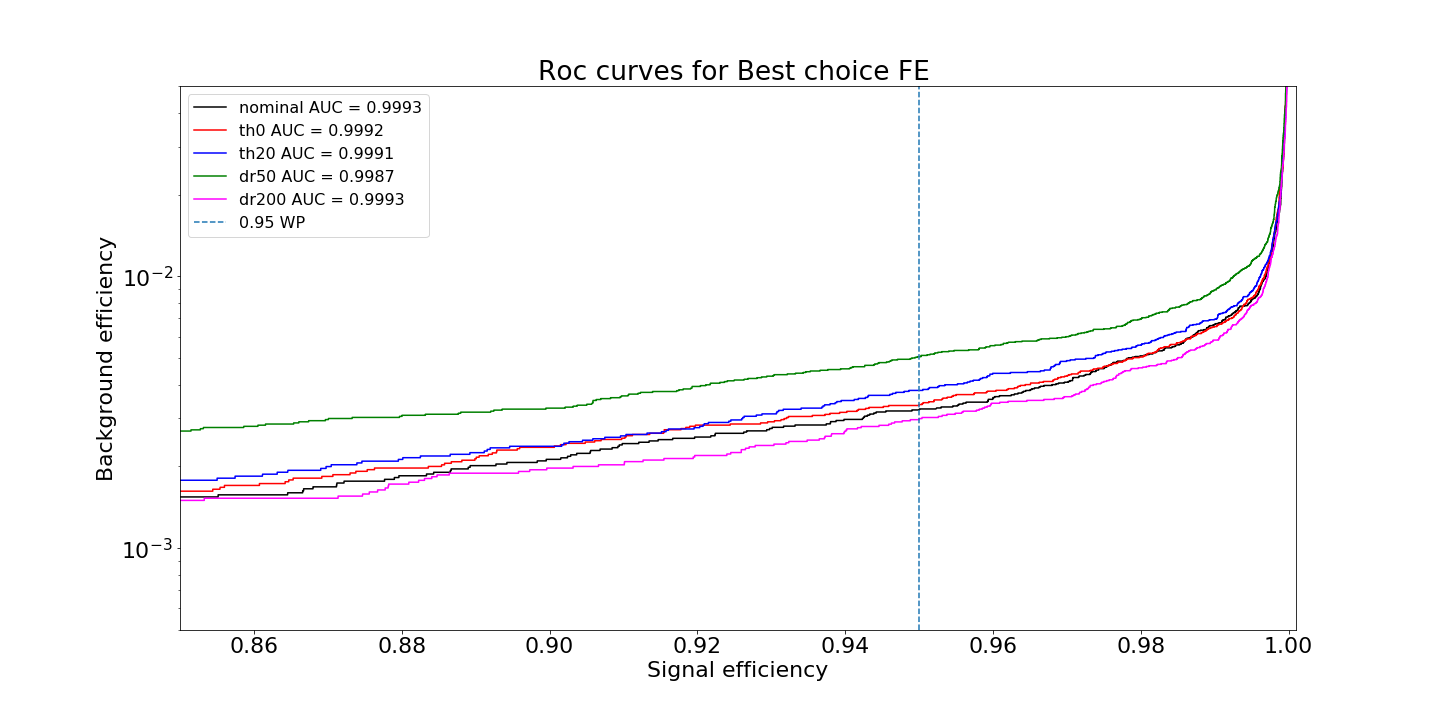 Roc curves for Best choice FE
nominal AUC = 0.9993
th0 AUC = 0.9992
th20 AUC = 0.9991
dr50 AUC = 0.9987
dr200 AUC = 0.9993
0.95 WP
Background efficiency
10⁻²
10⁻³
0.86 0.88 0.90 0.92 0.94 0.96 0.98 1.00
Signal efficiency